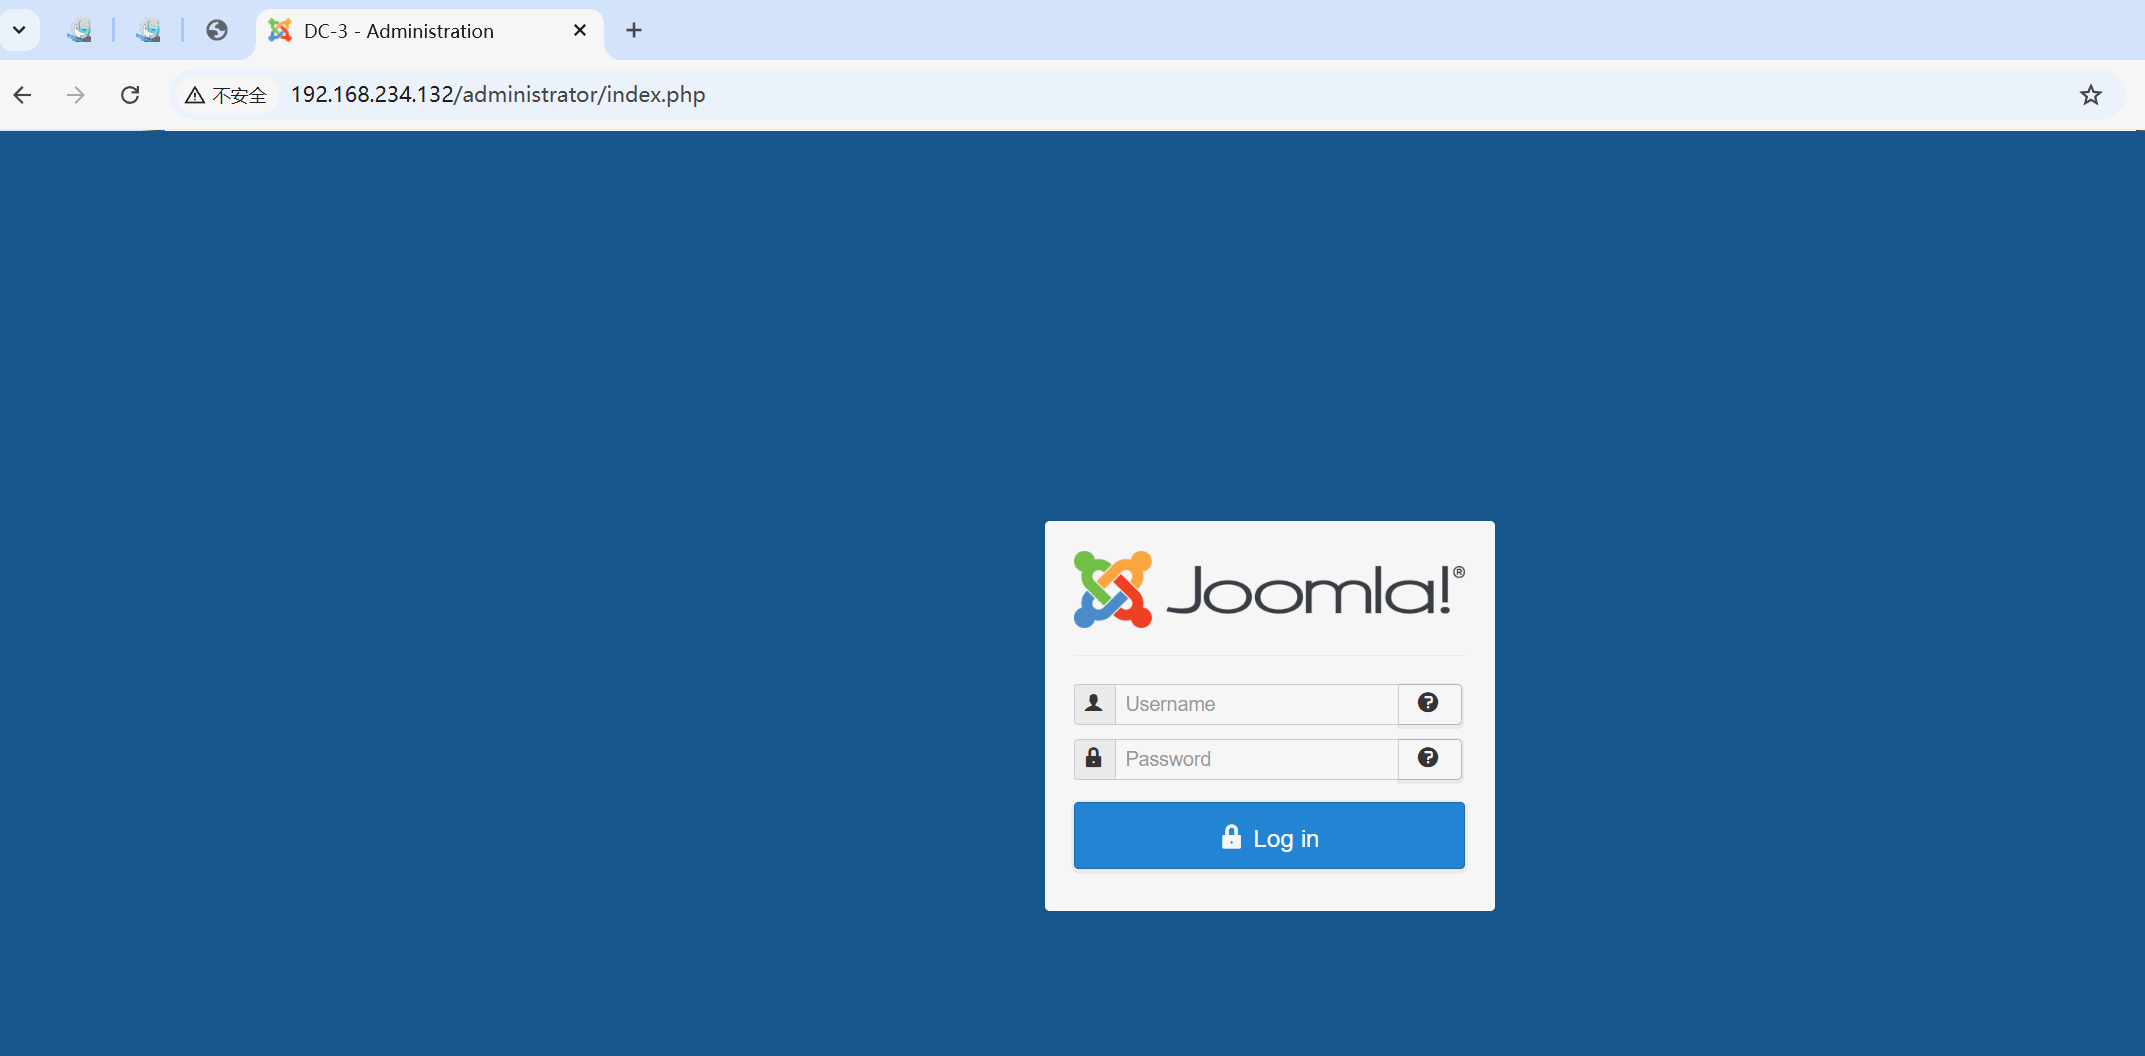 DC-3 - Administration
不安全 192.168.234.132/administrator/index.php
Joomla!®
Username
Password
Log in